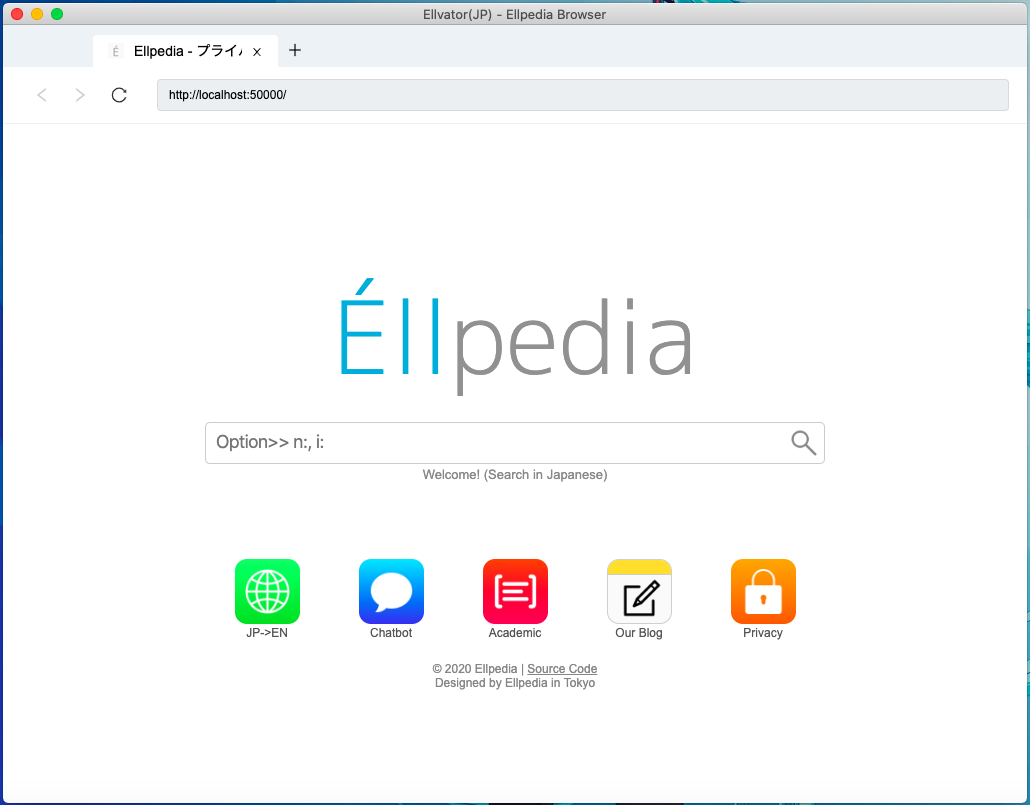 Ellvator(JP) - Ellpedia Browser
É Ellpedia - プライ
http://localhost:50000/
Éllpedia
Option>> n:, i:
Welcome! (Search in Japanese)
JP->EN Chatbot Academic Our Blog Privacy
© 2020 Ellpedia | Source Code
Designed by Ellpedia in Tokyo